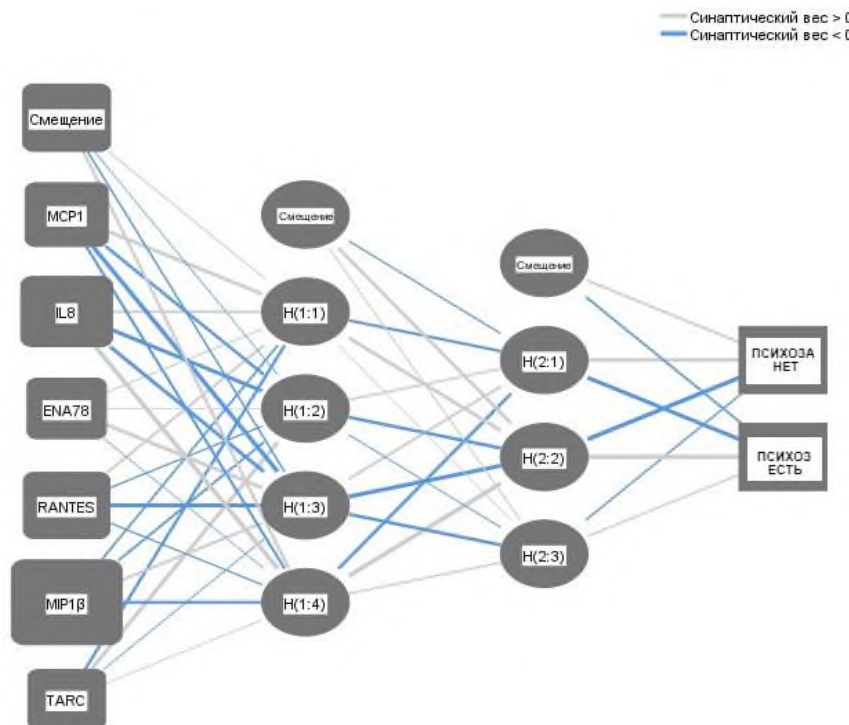 Синаптический вес > 0
Синаптический вес < 0
Смещение
MCP1
IL8
ENA78
RANTES
MIP1β
TARC
Смещение
H(1:1)
H(1:2)
H(1:3)
H(1:4)
Смещение
H(2:1)
H(2:2)
H(2:3)
ПСИХОЗА
НЕТ
ПСИХОЗ
ЕСТЬ